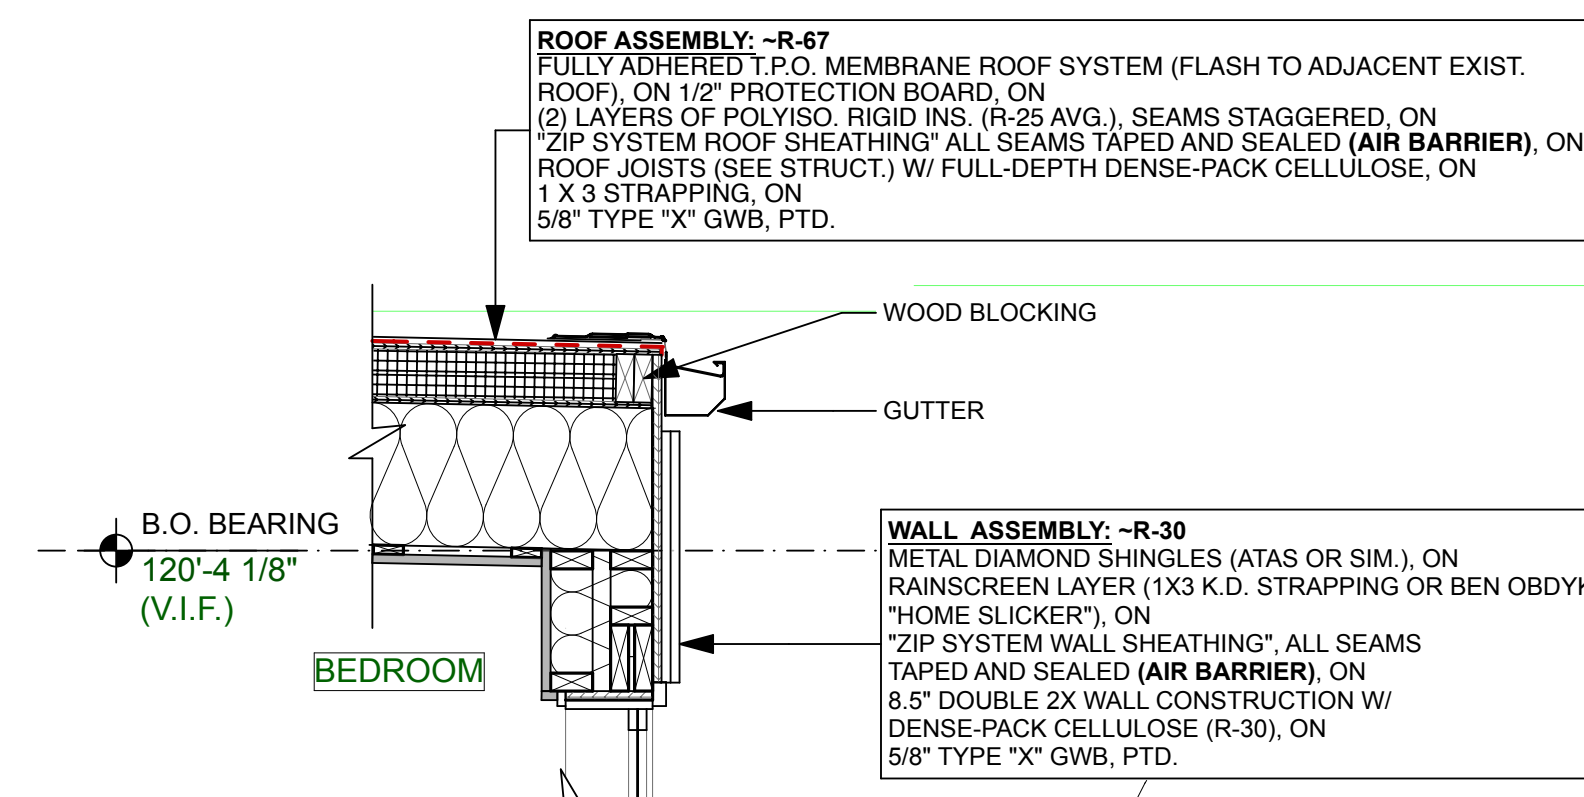 ROOF ASSEMBLY: ~R-67
FULLY ADHERED T.P.O. MEMBRANE ROOF SYSTEM (FLASH TO ADJACENT EXIST.
ROOF), ON 1/2" PROTECTION BOARD, ON
(2) LAYERS OF POLYISO. RIGID INS. (R-25 AVG.), SEAMS STAGGERED, ON
"ZIP SYSTEM ROOF SHEATHING" ALL SEAMS TAPED AND SEALED (AIR BARRIER), ON
ROOF JOISTS (SEE STRUCT.) W/ FULL-DEPTH DENSE-PACK CELLULOSE, ON
1 X 3 STRAPPING, ON
5/8" TYPE "X" GWB, PTD.
WOOD BLOCKING
GUTTER
B.O. BEARING
120'-4 1/8"
(V.I.F.)
BEDROOM
WALL ASSEMBLY: ~R-30
METAL DIAMOND SHINGLES (ATAS OR SIM.), ON
RAINSCREEN LAYER (1X3 K.D. STRAPPING OR BEN OBDYK
"HOME SLICKER"), ON
"ZIP SYSTEM WALL SHEATHING", ALL SEAMS
TAPED AND SEALED (AIR BARRIER), ON
8.5" DOUBLE 2X WALL CONSTRUCTION W/
DENSE-PACK CELLULOSE (R-30), ON
5/8" TYPE "X" GWB, PTD.